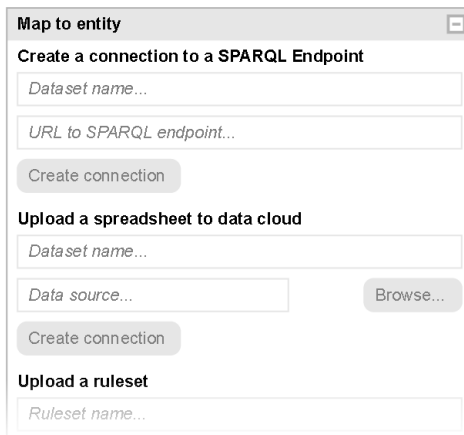 Map to entity
Create a connection to a SPARQL Endpoint
Dataset name...
URL to SPARQL endpoint...
Create connection
Upload a spreadsheet to data cloud
Dataset name...
Data source... Browse...
Create connection
Upload a ruleset
Ruleset name...